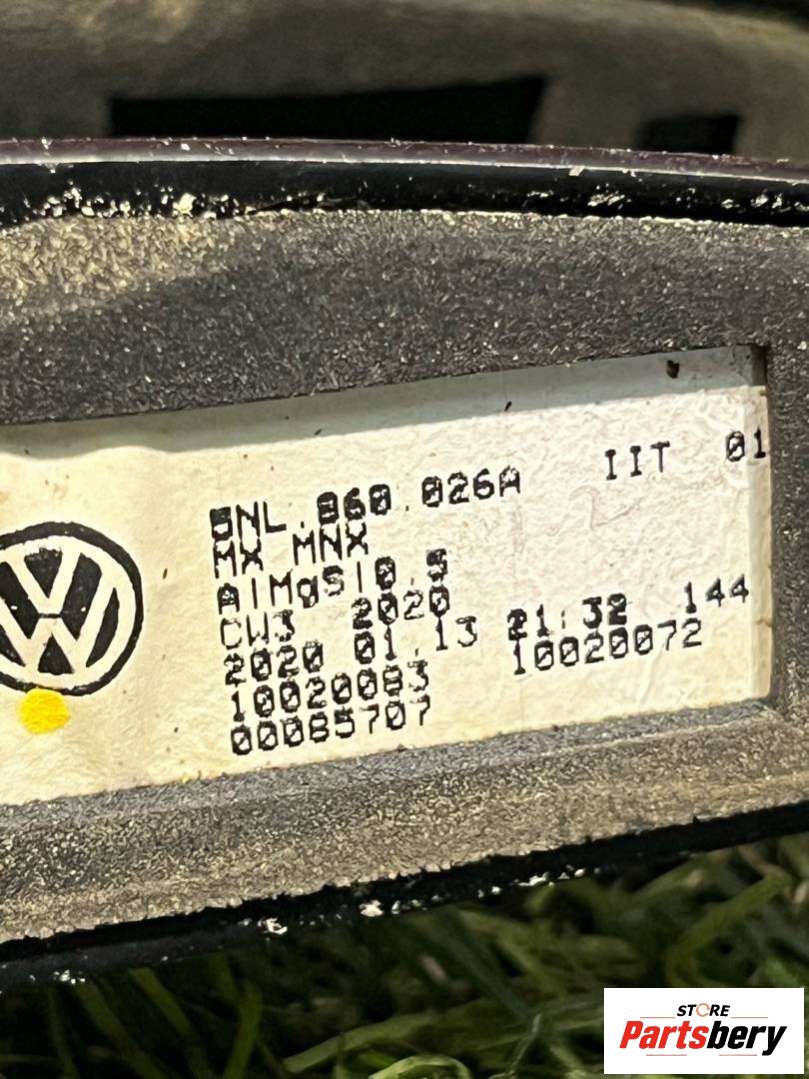 5NL.860.026A IIT 01
MX MNX
AlMgSi0.5
CW3 2020
2020 01.13 21:32 144
10020083 10020072
00085707
STORE
Partsbery